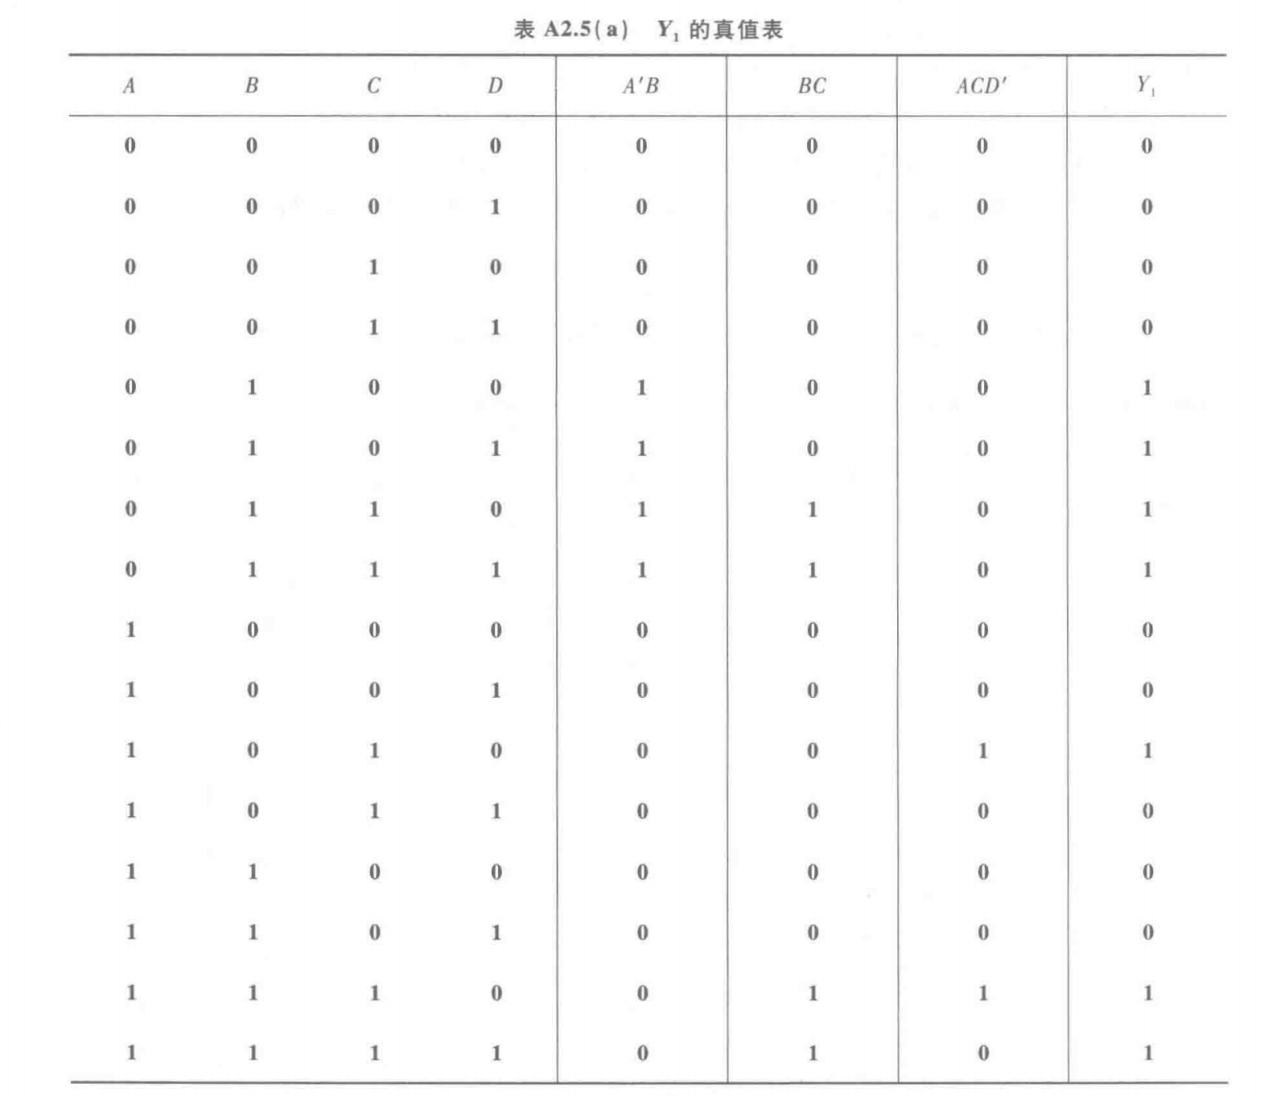 表 A2.5(a) Y₁ 的真值表
A B C D A′B BC ACD′ Y₁
0 0 0 0 0 0 0 0
0 0 0 1 0 0 0 0
0 0 1 0 0 0 0 0
0 0 1 1 0 0 0 0
0 1 0 0 1 0 0 1
0 1 0 1 1 0 0 1
0 1 1 0 1 1 0 1
0 1 1 1 1 1 0 1
1 0 0 0 0 0 0 0
1 0 0 1 0 0 0 0
1 0 1 0 0 0 1 1
1 0 1 1 0 0 0 0
1 1 0 0 0 0 0 0
1 1 0 1 0 0 0 0
1 1 1 0 0 1 1 1
1 1 1 1 0 1 0 1